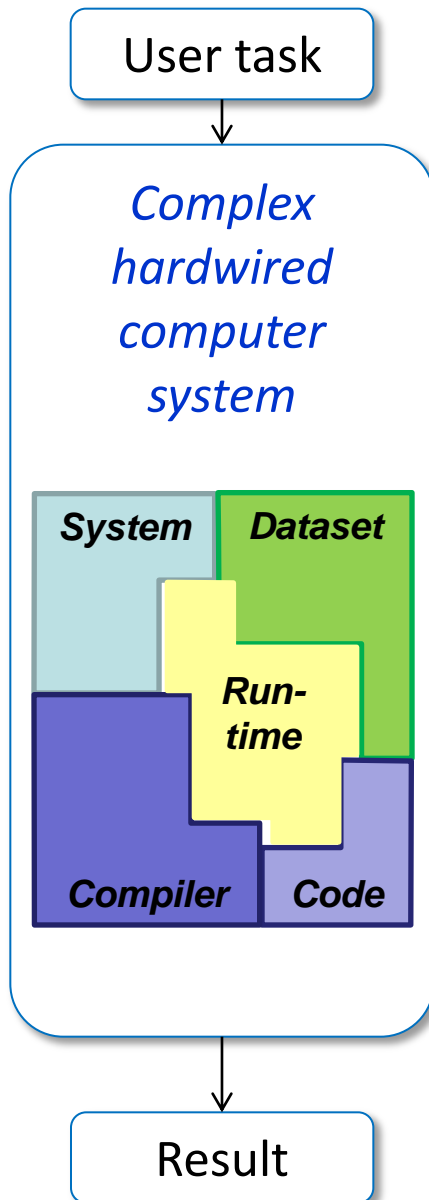 User task
Complex
hardwired
computer
system
System
Dataset
Run-
time
Compiler
Code
Result